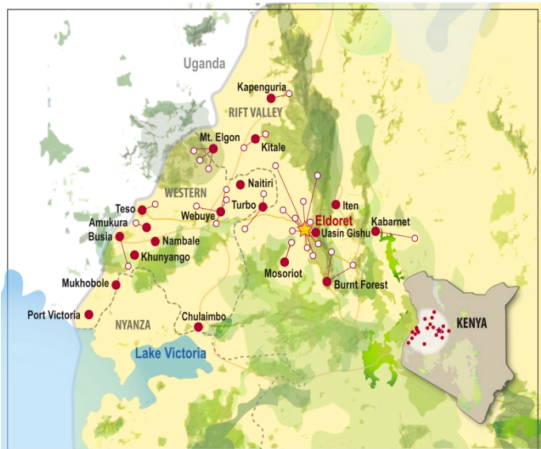 Uganda
Kapenguria
RIFT VALLEY
Mt. Elgon
Kitale
WESTERN
Naitiri
Turbo
Teso
Webuye
Iten
Amukura
Eldoret
Kabarnet
Busia
Nambale
Uasin Gishu
Khunyango
Mosoriot
Mukhobole
Burnt Forest
Port Victoria
NYANZA
Chulaimbo
KENYA
Lake Victoria